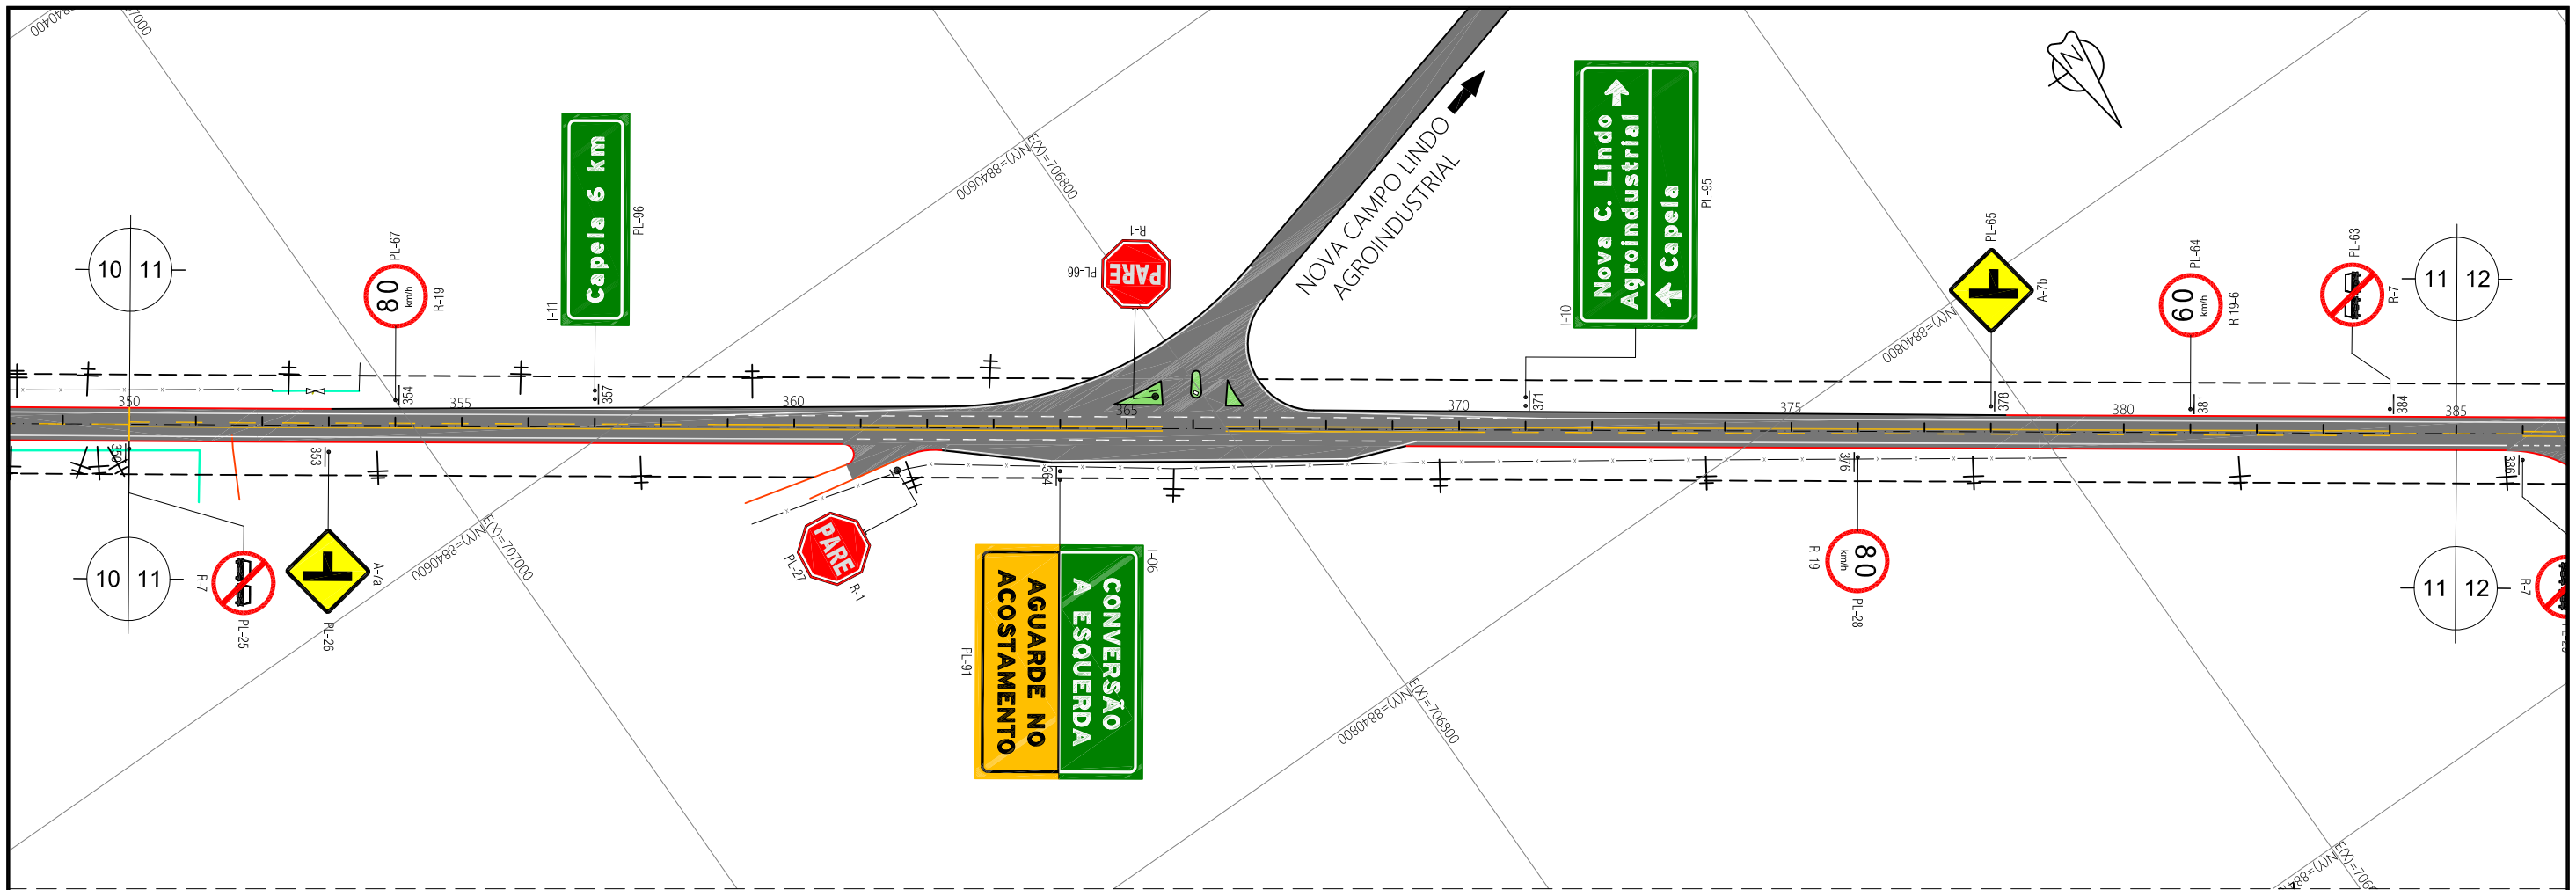 E(X)=706800
N(Y)=8840600
NOVA CAMPO LINDO
AGROINDUSTRIAL
10 11
PL-67
80
km/h
R-19
354
I-11
Capela 6 km
PL-96
357
R-1
PARE
PL-66
I-10
Nova C. Lindo
Agroindustrial
Capela
PL-95
371
PL-65
A-7b
378
N(Y)=8840800
PL-64
60
km/h
R 19-6
381
PL-63
R-7
384
11 12
350
355
360
365
370
375
380
385
350
353
364
376
386
10 11
R-7
PL-25
A-7a
PL-26
E(X)=707000
N(Y)=8840600
PARE
PL-27
R-1
I-06
CONVERSÃO
A ESQUERDA
AGUARDE NO
ACOSTAMENTO
PL-91
E(X)=706800
N(Y)=8840800
R-19
80
km/h
PL-28
11 12
R-7